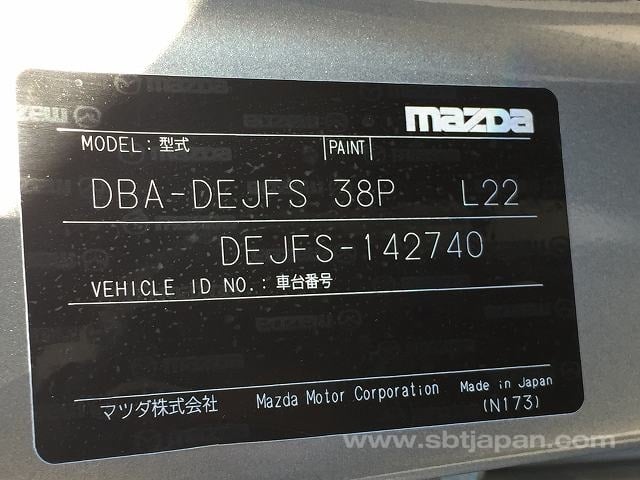 mazda
MODEL: 型式 PAINT
DBA-DEJFS 38P L22
DEJFS-142740
VEHICLE ID NO.: 車台番号
マツダ株式会社 Mazda Motor Corporation Made in Japan
(N173)
www.sbtjapan.com